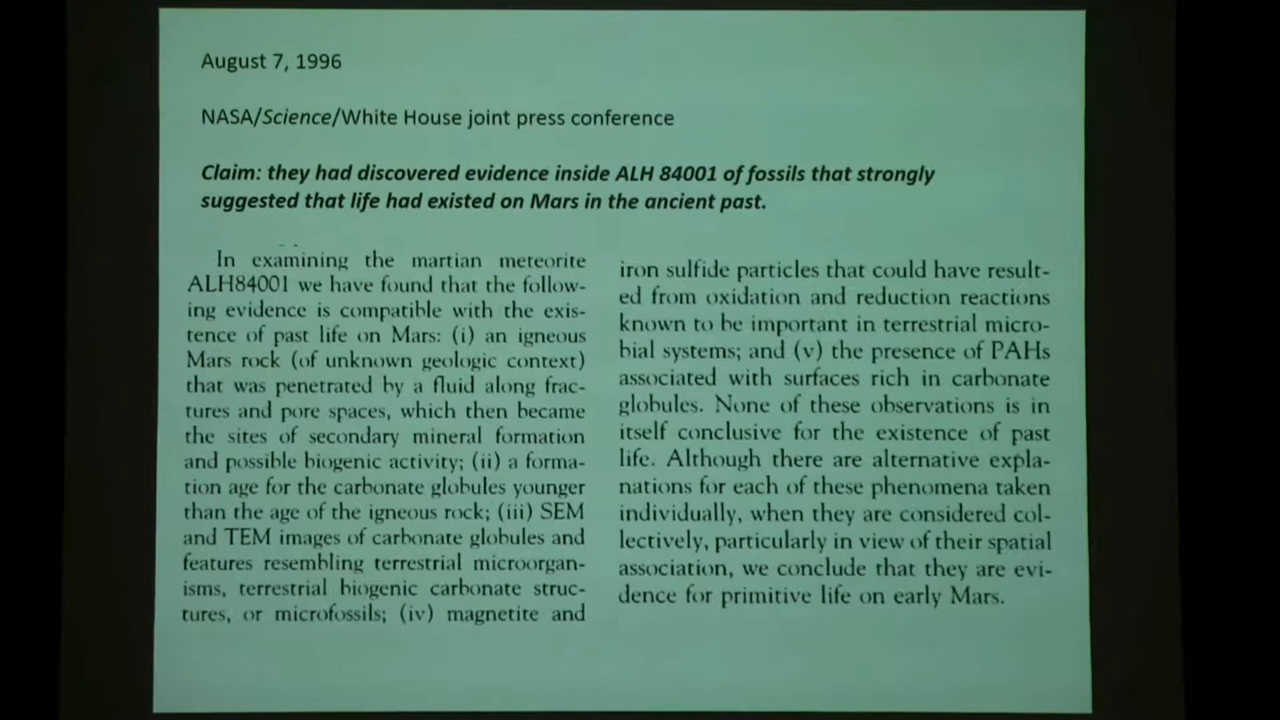 August 7, 1996
NASA/Science/White House joint press conference
Claim: they had discovered evidence inside ALH 84001 of fossils that strongly
suggested that life had existed on Mars in the ancient past.
In examining the martian meteorite
ALH84001 we have found that the follow-
ing evidence is compatible with the exis-
tence of past life on Mars: (i) an igneous
Mars rock (of unknown geologic context)
that was penetrated by a fluid along frac-
tures and pore spaces, which then became
the sites of secondary mineral formation
and possible biogenic activity; (ii) a forma-
tion age for the carbonate globules younger
than the age of the igneous rock; (iii) SEM
and TEM images of carbonate globules and
features resembling terrestrial microorgan-
isms, terrestrial biogenic carbonate struc-
tures, or microfossils; (iv) magnetite and
iron sulfide particles that could have result-
ed from oxidation and reduction reactions
known to be important in terrestrial micro-
bial systems; and (v) the presence of PAHs
associated with surfaces rich in carbonate
globules. None of these observations is in
itself conclusive for the existence of past
life. Although there are alternative expla-
nations for each of these phenomena taken
individually, when they are considered col-
lectively, particularly in view of their spatial
association, we conclude that they are evi-
dence for primitive life on early Mars.